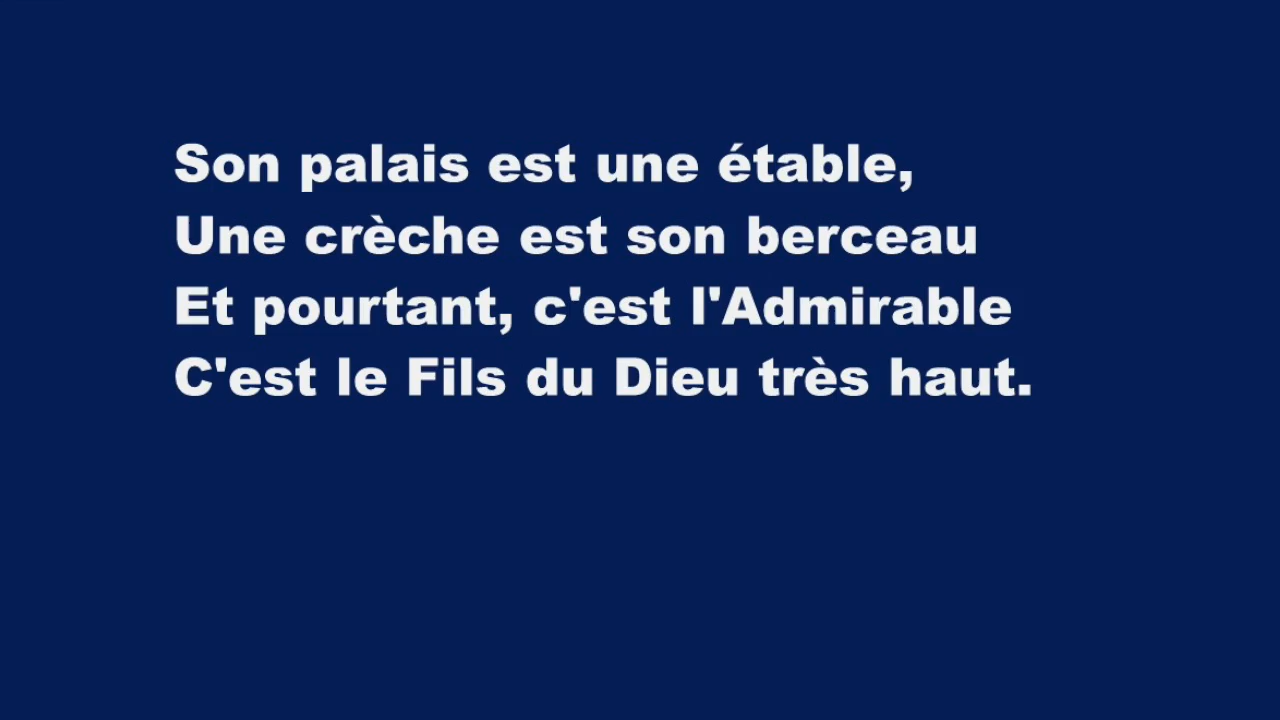 Son palais est une étable,
Une crèche est son berceau
Et pourtant, c'est l'Admirable
C'est le Fils du Dieu très haut.